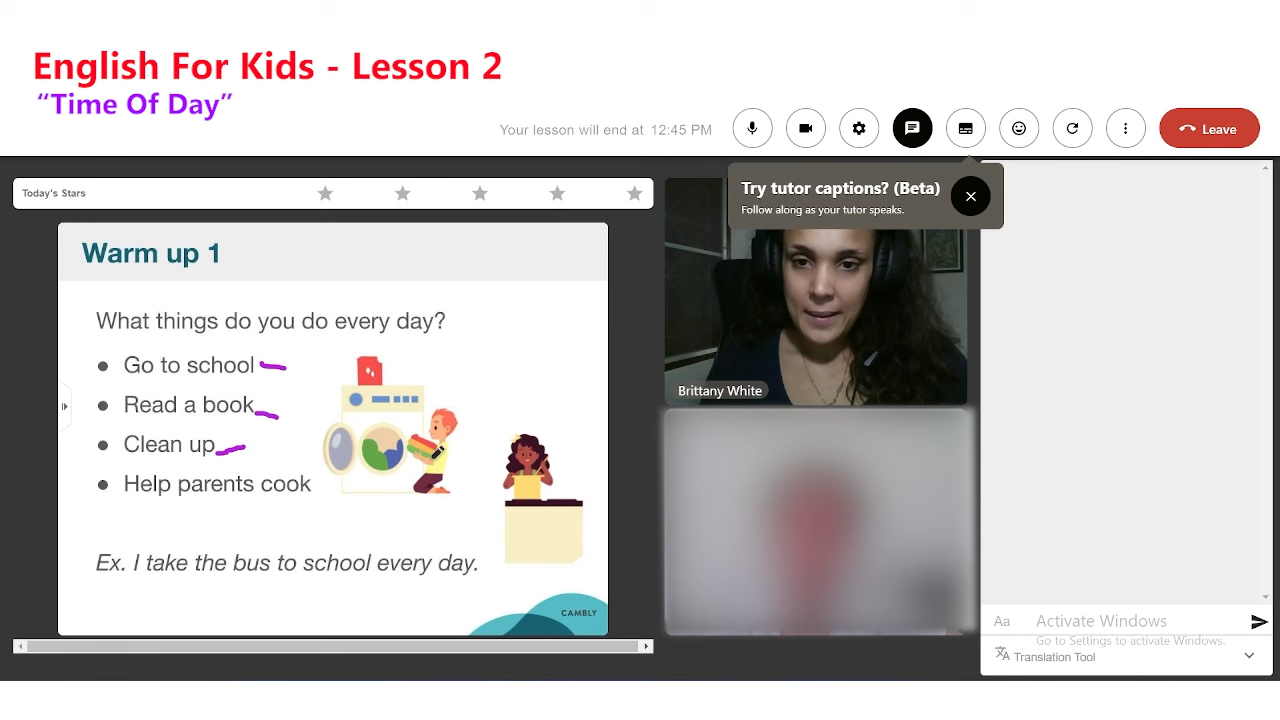 English For Kids - Lesson 2
“Time Of Day”
Your lesson will end at 12:45 PM
Leave
Today's Stars
Try tutor captions? (Beta)
Follow along as your tutor speaks.
Warm up 1
What things do you do every day?
● Go to school
● Read a book
● Clean up
● Help parents cook
Ex. I take the bus to school every day.
CAMBLY
Brittany White
Aa
Activate Windows
Go to Settings to activate Windows.
Translation Tool